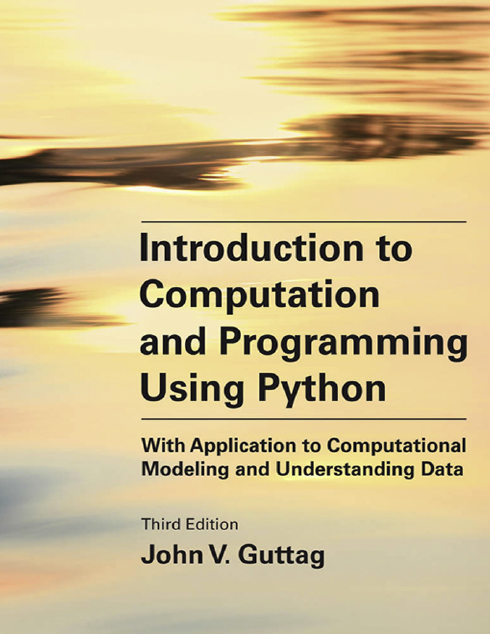 Introduction to
Computation
and Programming
Using Python
With Application to Computational
Modeling and Understanding Data
Third Edition
John V. Guttag